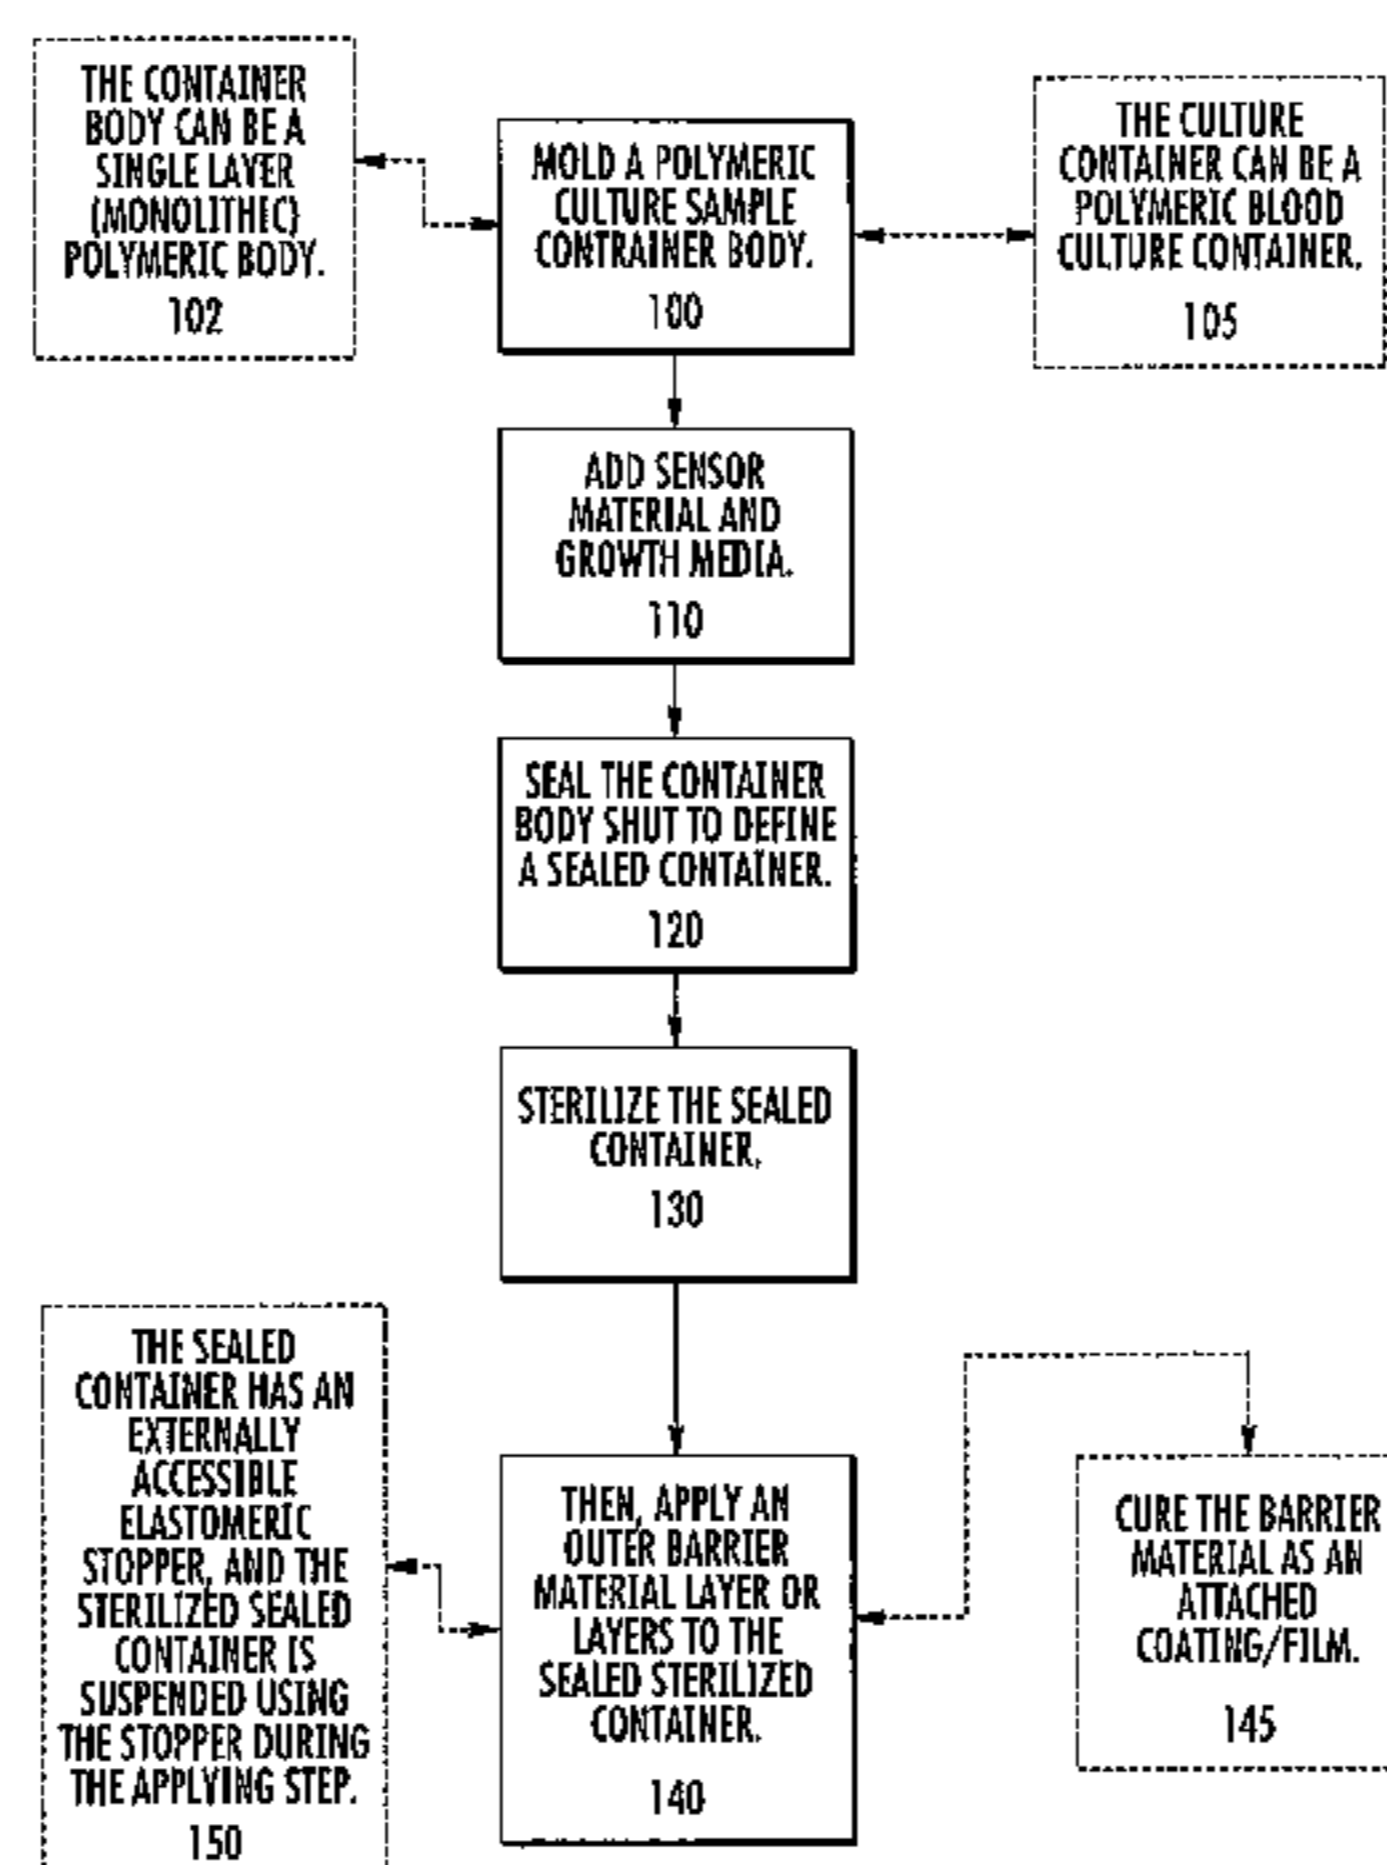 THE CONTAINER
BODY CAN BE A
SINGLE LAYER
(MONOLITHIC)
POLYMERIC BODY.
102
MOLD A POLYMERIC
CULTURE SAMPLE
CONTRAINER BODY.
100
THE CULTURE
CONTAINER CAN BE A
POLYMERIC BLOOD
CULTURE CONTAINER.
105
ADD SENSOR
MATERIAL AND
GROWTH MEDIA.
110
SEAL THE CONTAINER
BODY SHUT TO DEFINE
A SEALED CONTAINER.
120
STERILIZE THE SEALED
CONTAINER.
130
THE SEALED
CONTAINER HAS AN
EXTERNALLY
ACCESSIBLE
ELASTOMERIC
STOPPER, AND THE
STERILIZED SEALED
CONTAINER IS
SUSPENDED USING
THE STOPPER DURING
THE APPLYING STEP.
150
THEN, APPLY AN
OUTER BARRIER
MATERIAL LAYER OR
LAYERS TO THE
SEALED STERILIZED
CONTAINER.
140
CURE THE BARRIER
MATERIAL AS AN
ATTACHED
COATING/FILM.
145